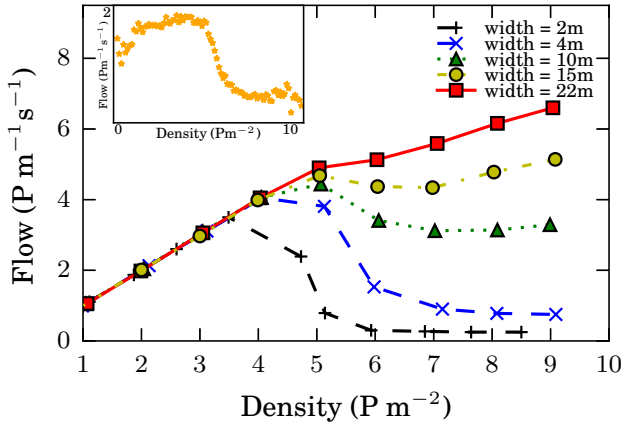 width = 2m
width = 4m
width = 10m
width = 15m
width = 22m
2
Flow (Pm⁻¹s⁻¹)
0
10
Density (Pm⁻²)
8
6
4
2
0
Flow (P m⁻¹s⁻¹)
1 2 3 4 5 6 7 8 9 10
Density (P m⁻²)